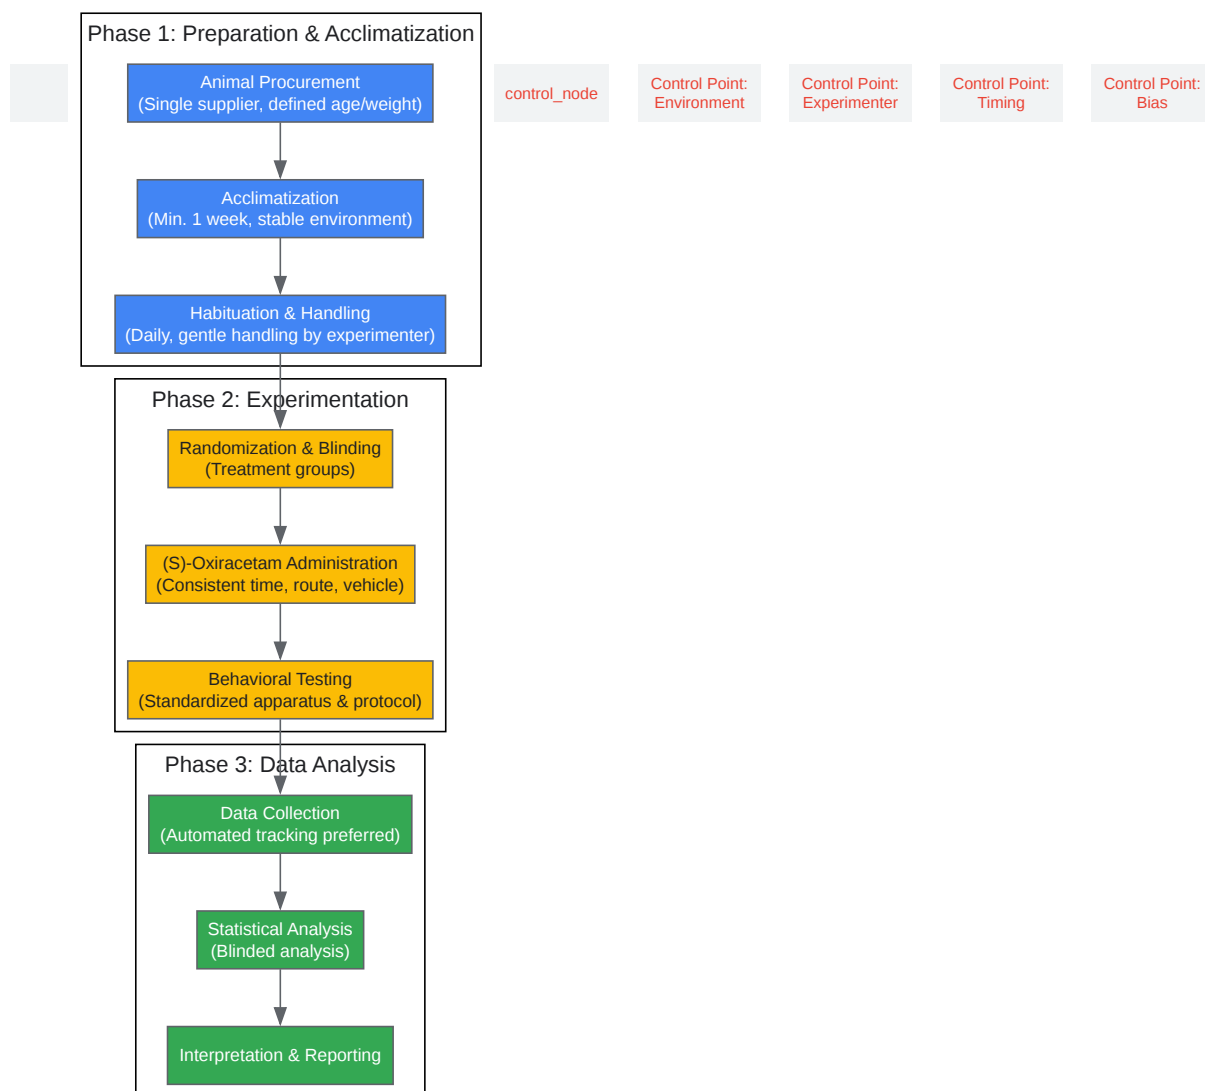 Phase 1: Preparation & Acclimatization
Animal Procurement
(Single supplier, defined age/weight)
control_node
Control Point:
Environment
Control Point:
Experimenter
Control Point:
Timing
Control Point:
Bias
Acclimatization
(Min. 1 week, stable environment)
Habituation & Handling
(Daily, gentle handling by experimenter)
Phase 2: Experimentation
Randomization & Blinding
(Treatment groups)
(S)-Oxiracetam Administration
(Consistent time, route, vehicle)
Behavioral Testing
(Standardized apparatus & protocol)
Phase 3: Data Analysis
Data Collection
(Automated tracking preferred)
Statistical Analysis
(Blinded analysis)
Interpretation & Reporting